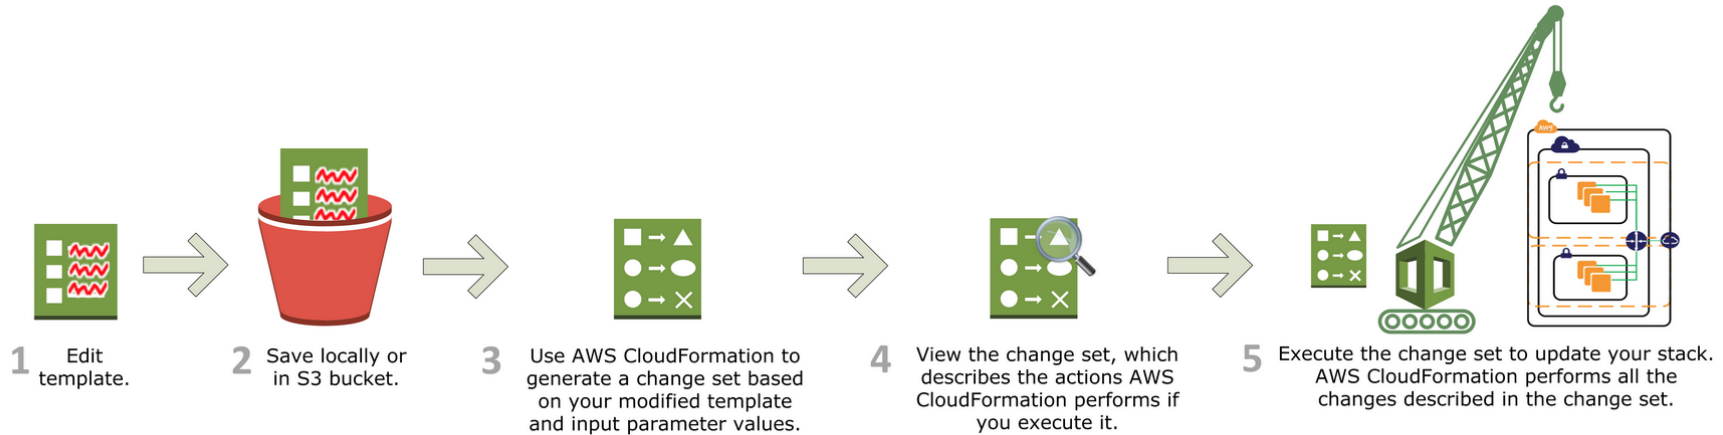 AWS
1 Edit
template.
2 Save locally or
in S3 bucket.
3 Use AWS CloudFormation to
generate a change set based
on your modified template
and input parameter values.
4 View the change set, which
describes the actions AWS
CloudFormation performs if
you execute it.
5 Execute the change set to update your stack.
AWS CloudFormation performs all the
changes described in the change set.